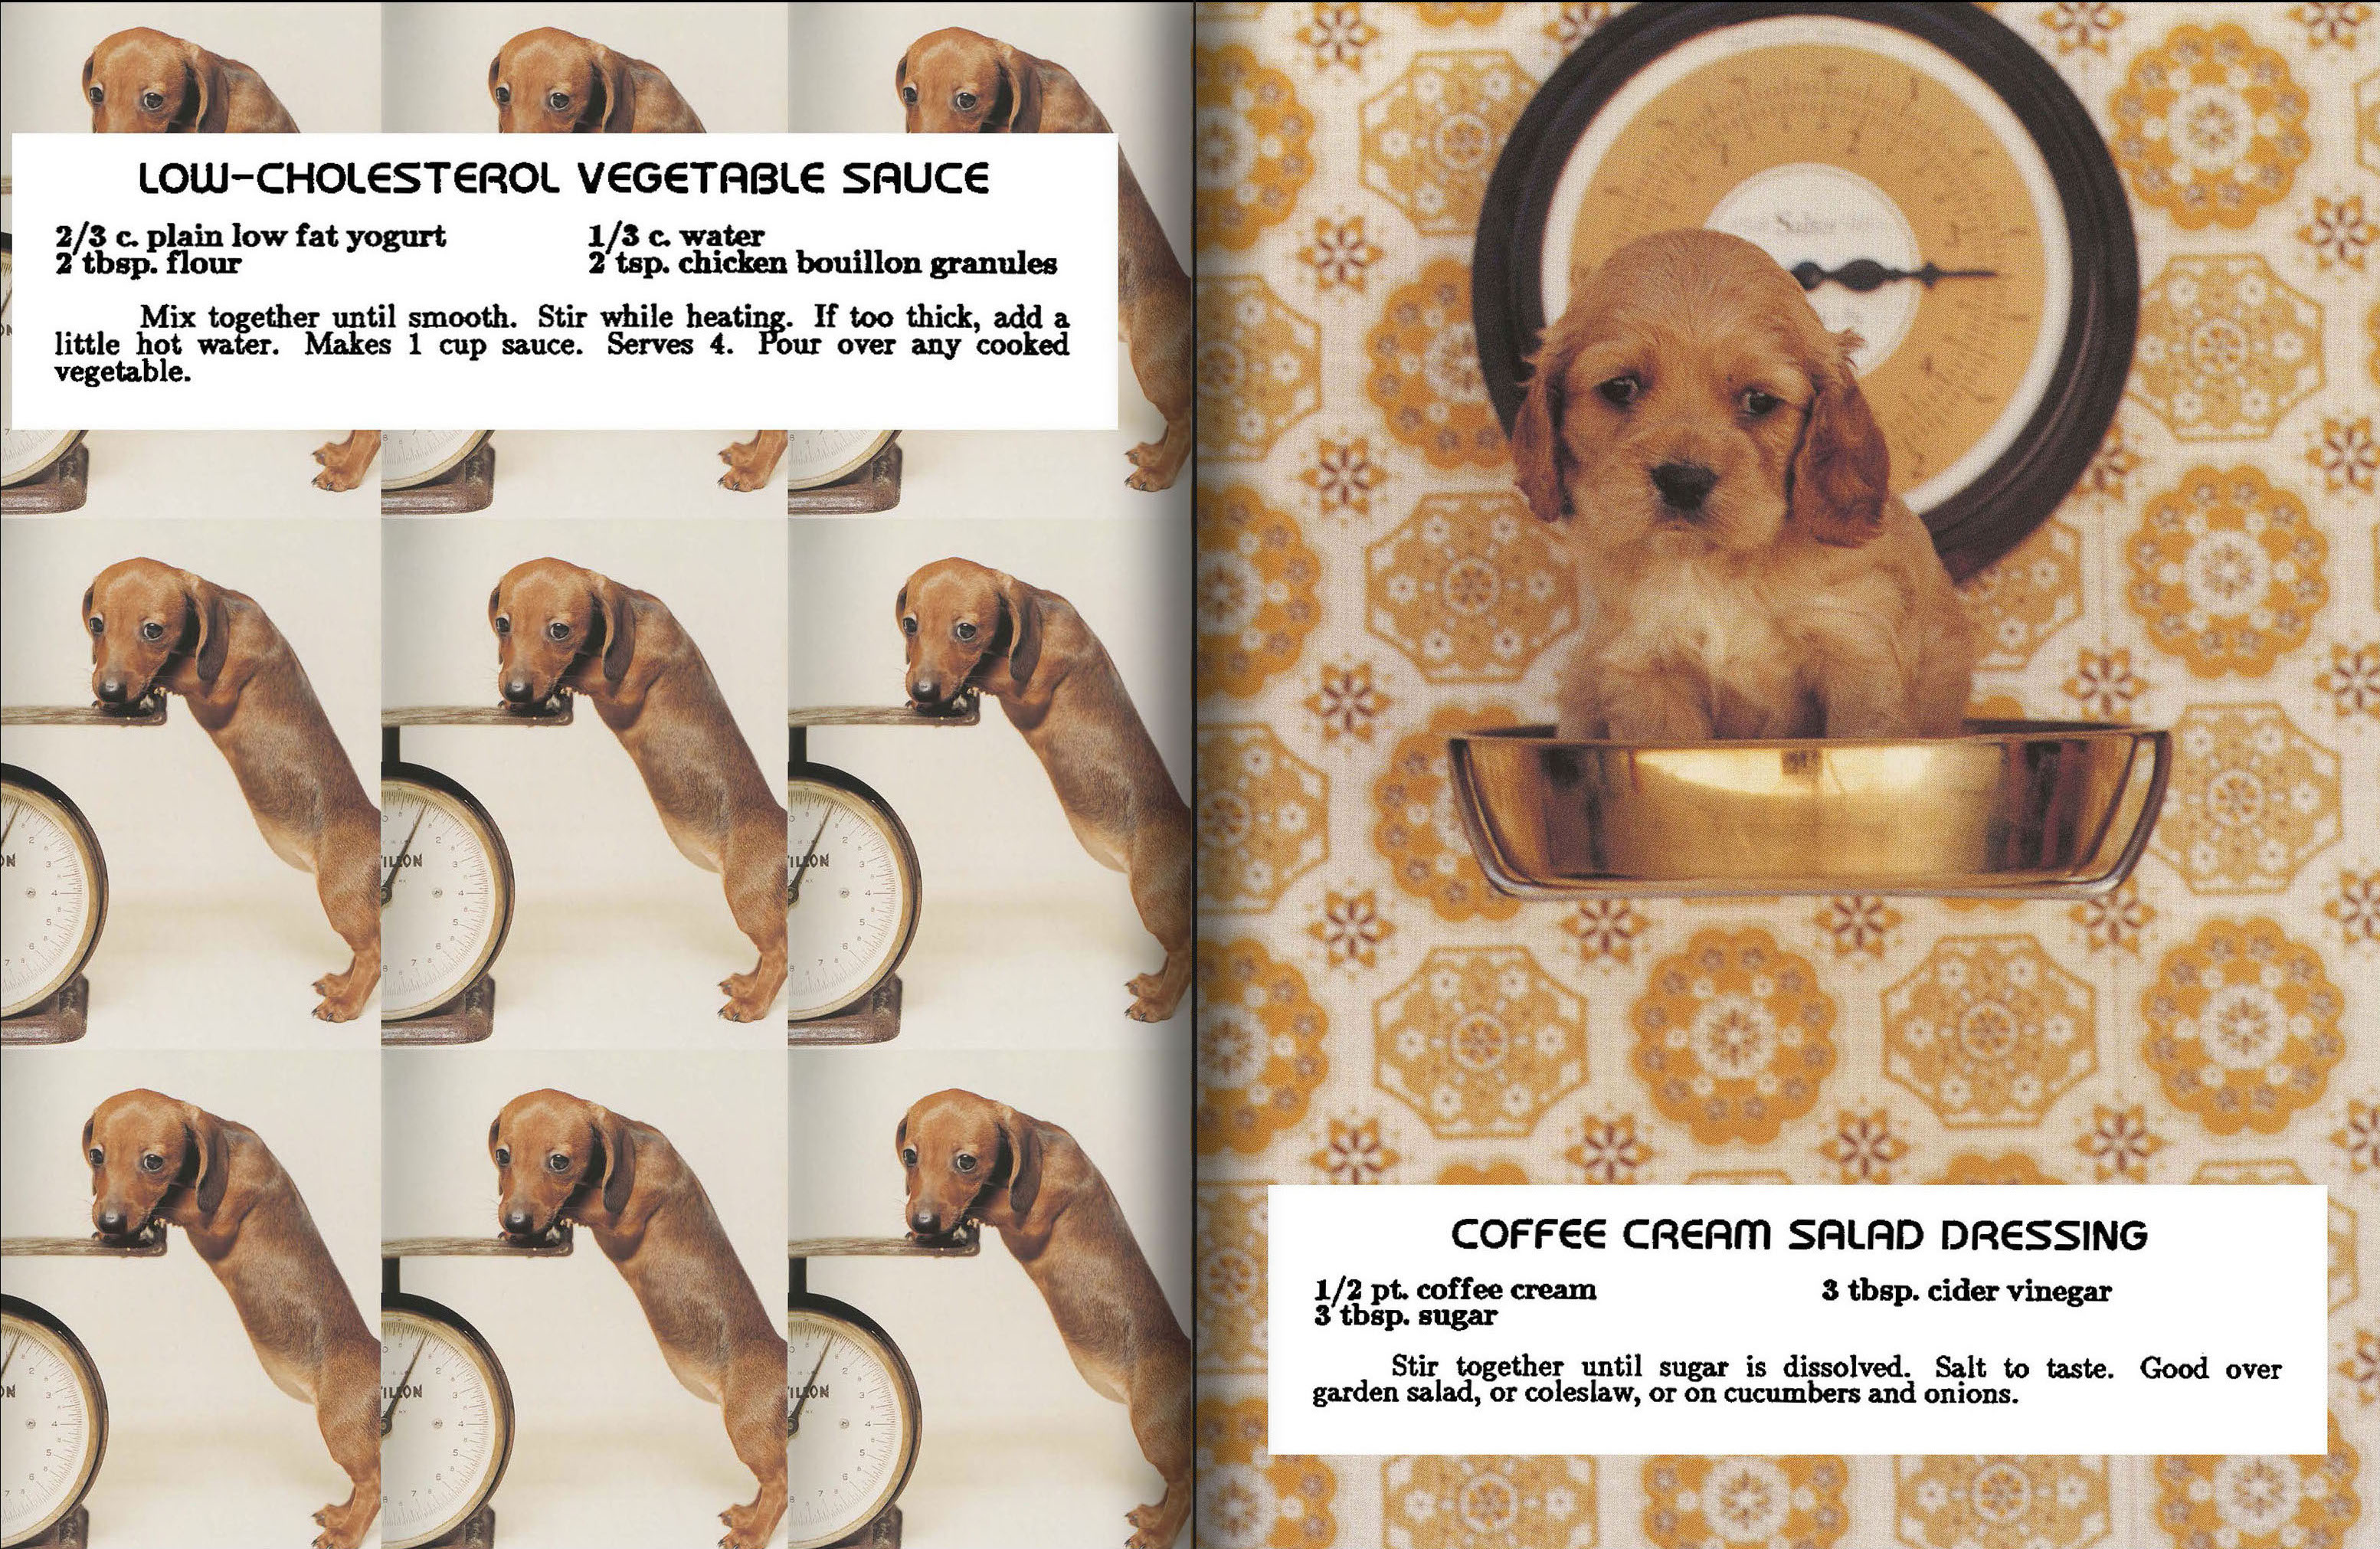 LOW-CHOLESTEROL VEGETABLE SAUCE
2/3 c. plain low fat yogurt
2 tbsp. flour
1/3 c. water
2 tsp. chicken bouillon granules
Mix together until smooth. Stir while heating. If too thick, add a
little hot water. Makes 1 cup sauce. Serves 4. Pour over any cooked
vegetable.
COFFEE CREAM SALAD DRESSING
1/2 pt. coffee cream
3 tbsp. sugar
3 tbsp. cider vinegar
Stir together until sugar is dissolved. Salt to taste. Good over
garden salad, or coleslaw, or on cucumbers and onions.